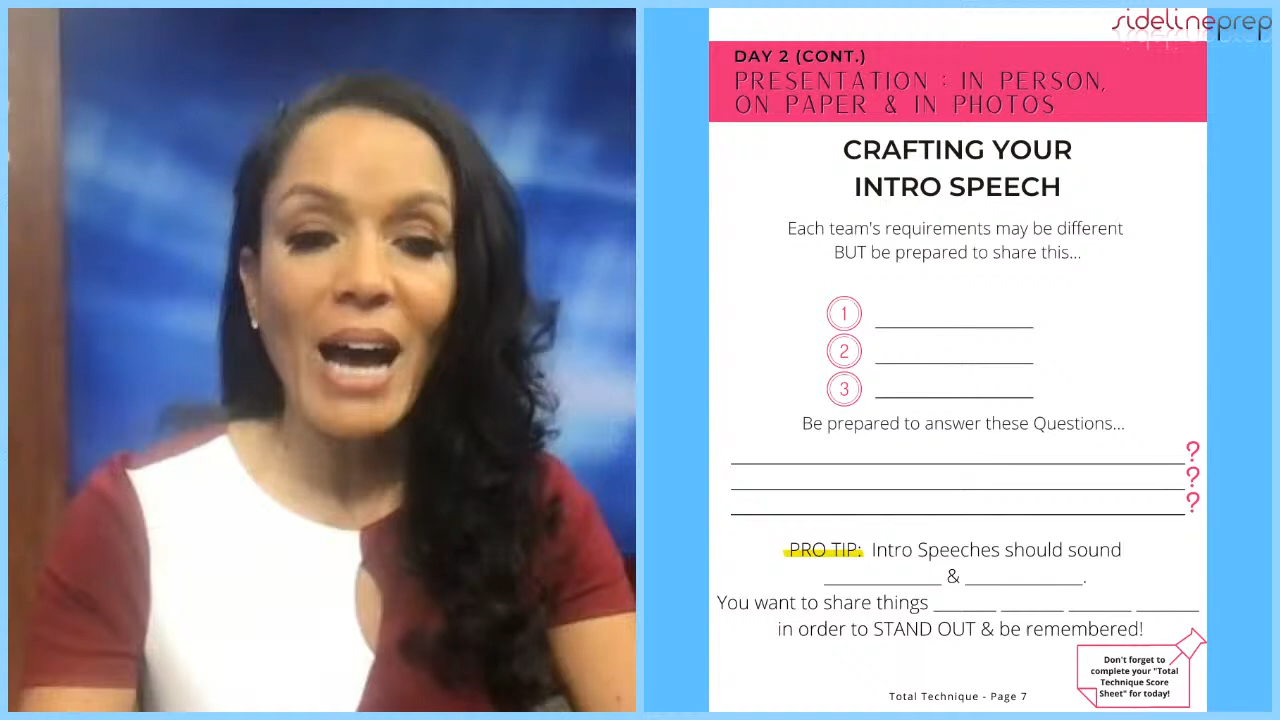 sidelineprep
DAY 2 (CONT.)
PRESENTATION : IN PERSON,
ON PAPER & IN PHOTOS
CRAFTING YOUR
INTRO SPEECH
Each team's requirements may be different
BUT be prepared to share this...
1
2
3
Be prepared to answer these Questions...
?
?
?
PRO TIP: Intro Speeches should sound
&
.
You want to share things
in order to STAND OUT & be remembered!
Don't forget to
complete your "Total
Technique Score
Sheet" for today!
Total Technique - Page 7